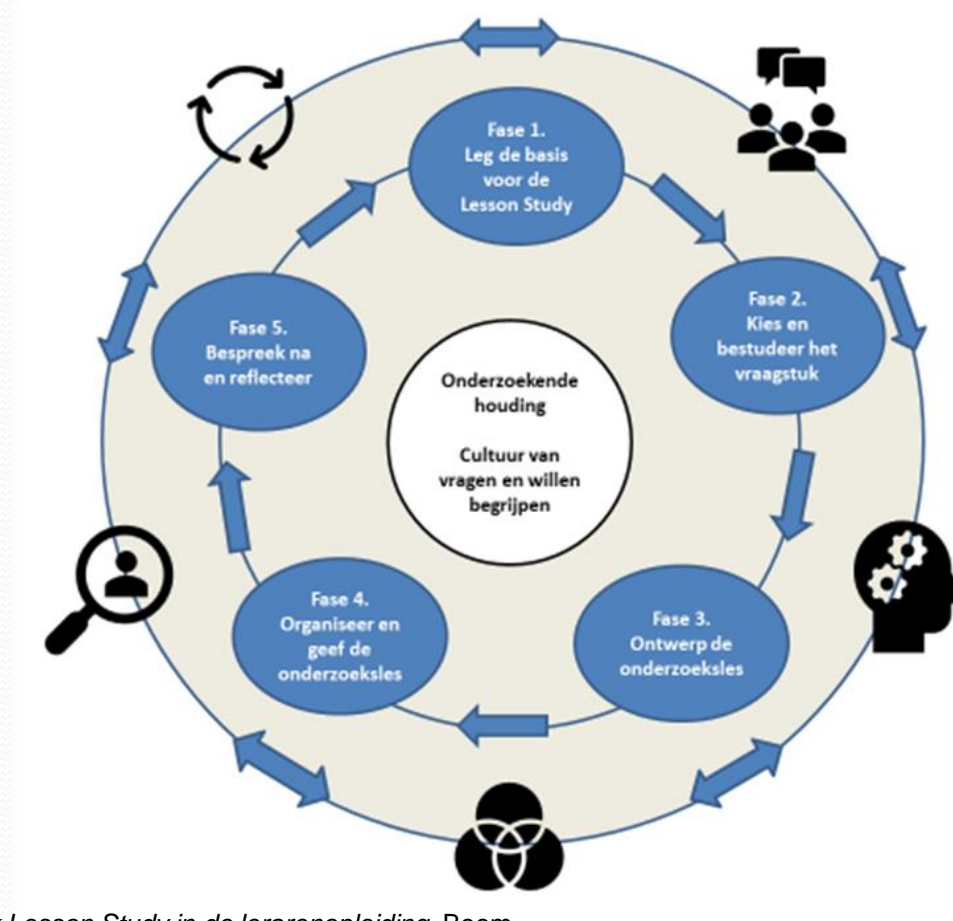 Fase 1.
Leg de basis
voor de
Lesson Study
Fase 2.
Kies en
bestudeer het
vraagstuk
Fase 3.
Ontwerp de
onderzoeksles
Fase 4.
Organiseer en
geef de
onderzoeksles
Fase 5.
Bespreek na
en reflecteer
Onderzoekende
houding
Cultuur van
vragen en willen
begrijpen
Lesson Study in de lerarenopleiding. Boom